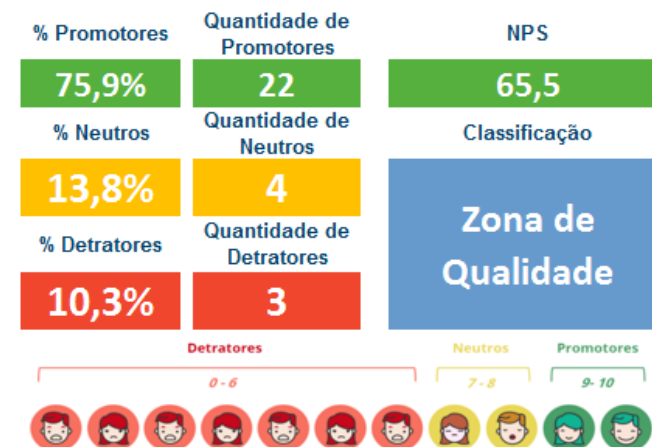 % Promotores
Quantidade de
Promotores
NPS
75,9%
22
65,5
% Neutros
Quantidade de
Neutros
Classificação
13,8%
4
Zona de
Qualidade
% Detratores
Quantidade de
Detratores
10,3%
3
Detratores
Neutros
Promotores
0 - 6
7 - 8
9- 10